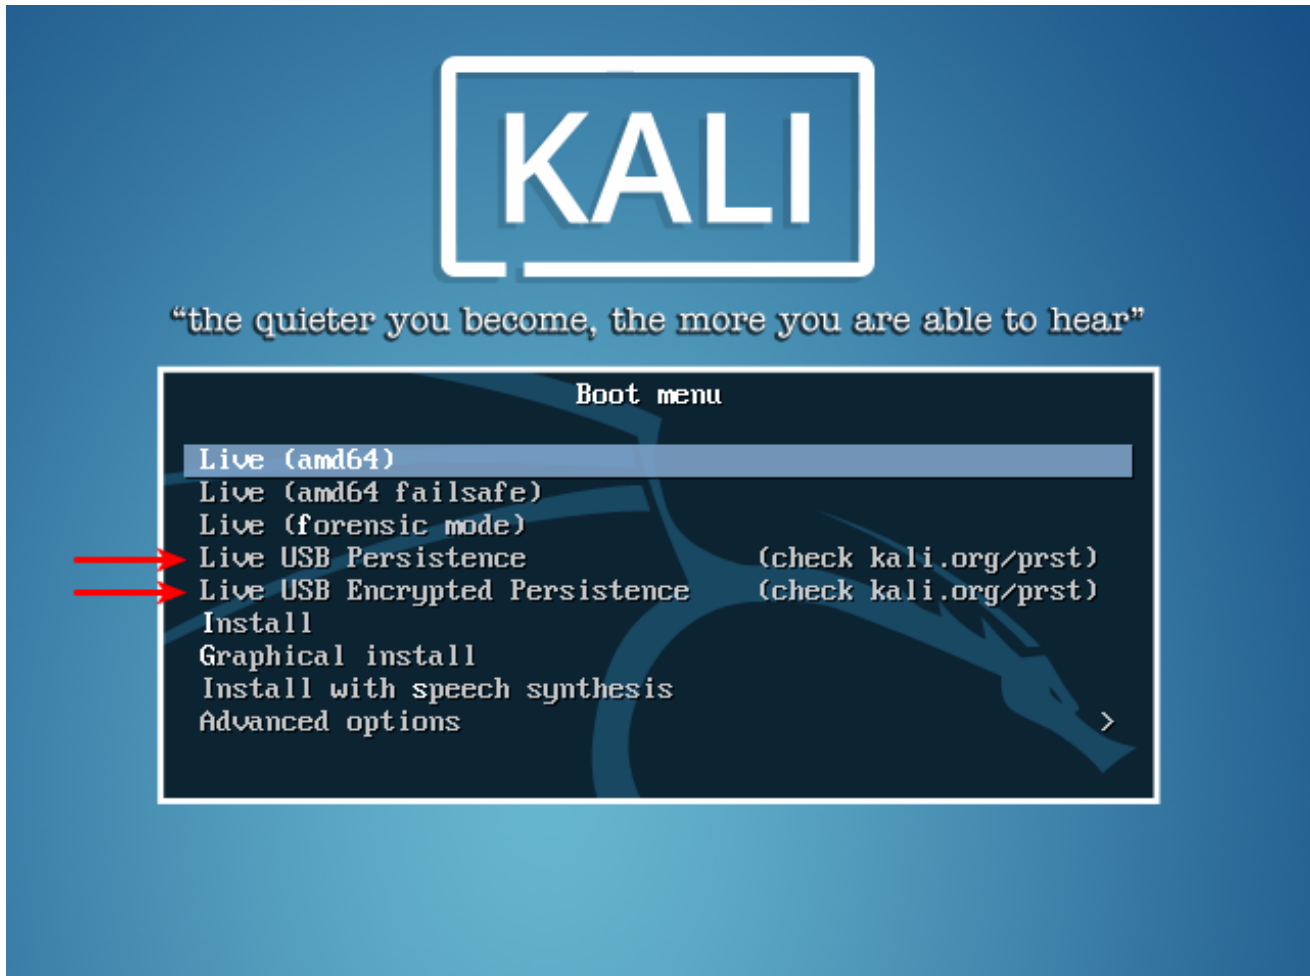 KALI
“the quieter you become, the more you are able to hear”
Boot menu
Live (amd64)
Live (amd64 failsafe)
Live (forensic mode)
Live USB Persistence (check kali.org/prst)
Live USB Encrypted Persistence (check kali.org/prst)
Install
Graphical install
Install with speech synthesis
Advanced options >